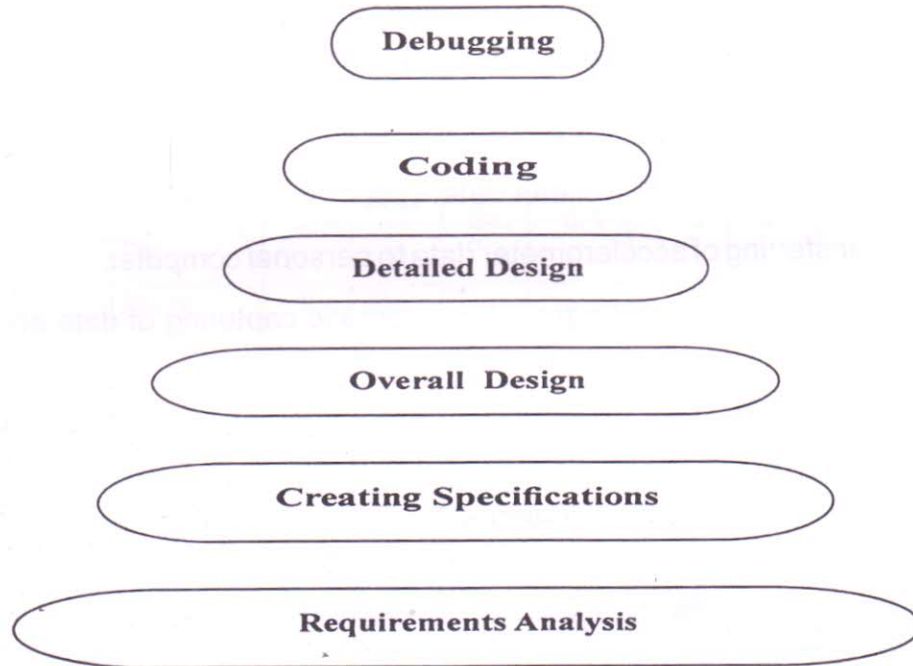 Debugging
Coding
Detailed Design
Overall Design
Creating Specifications
Requirements Analysis